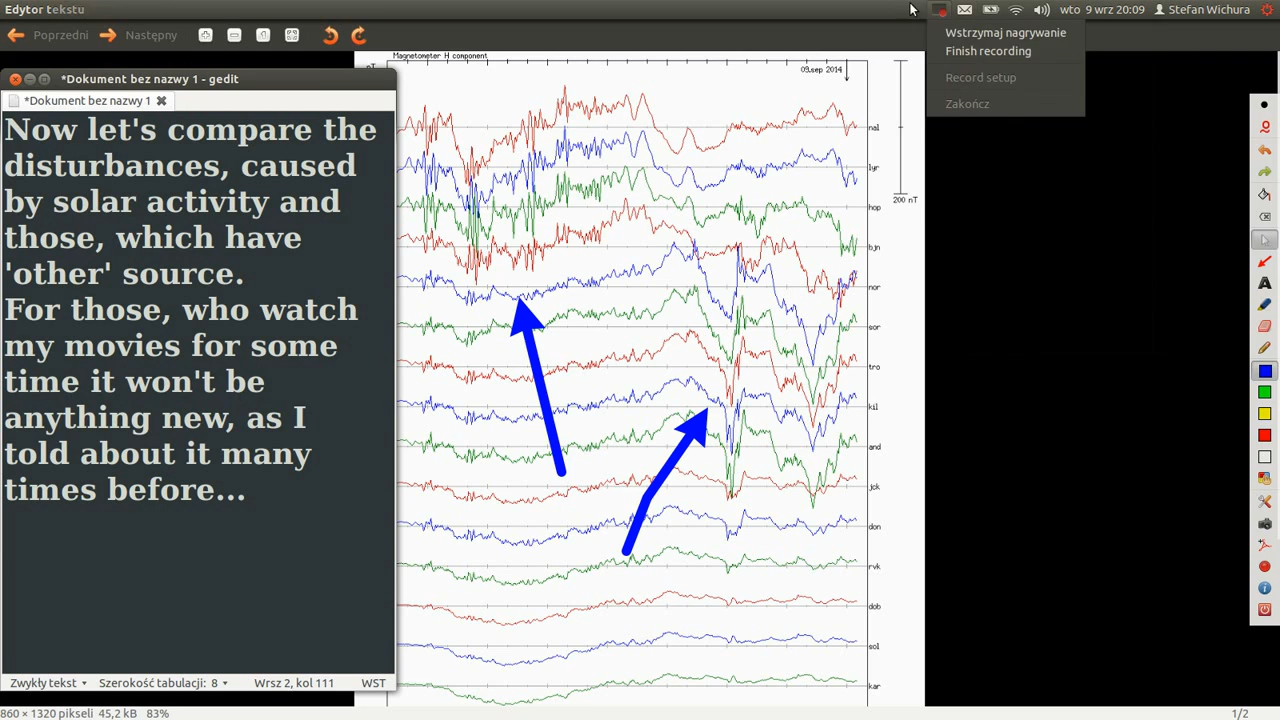 Edytor tekstu
wto 9 wrz 20:09
Stefan Wichura
Poprzedni
Następny
Wstrzymaj nagrywanie
Finish recording
Record setup
Zakończ
*Dokument bez nazwy 1 - gedit
*Dokument bez nazwy 1
Now let's compare the
disturbances, caused
by solar activity and
those, which have
'other' source.
For those, who watch
my movies for some
time it won't be
anything new, as I
told about it many
times before...
Zwykły tekst
Szerokość tabulacji: 8
Wrsz 2, kol 111
WST
Magnetometer H component
nT
09.sep 2014
200 nT
nal
lyr
hop
bjn
nor
sor
tro
kil
and
jck
don
rvk
dob
sol
kar
860 × 1320 pikseli
45,2 kB
83%
1/2